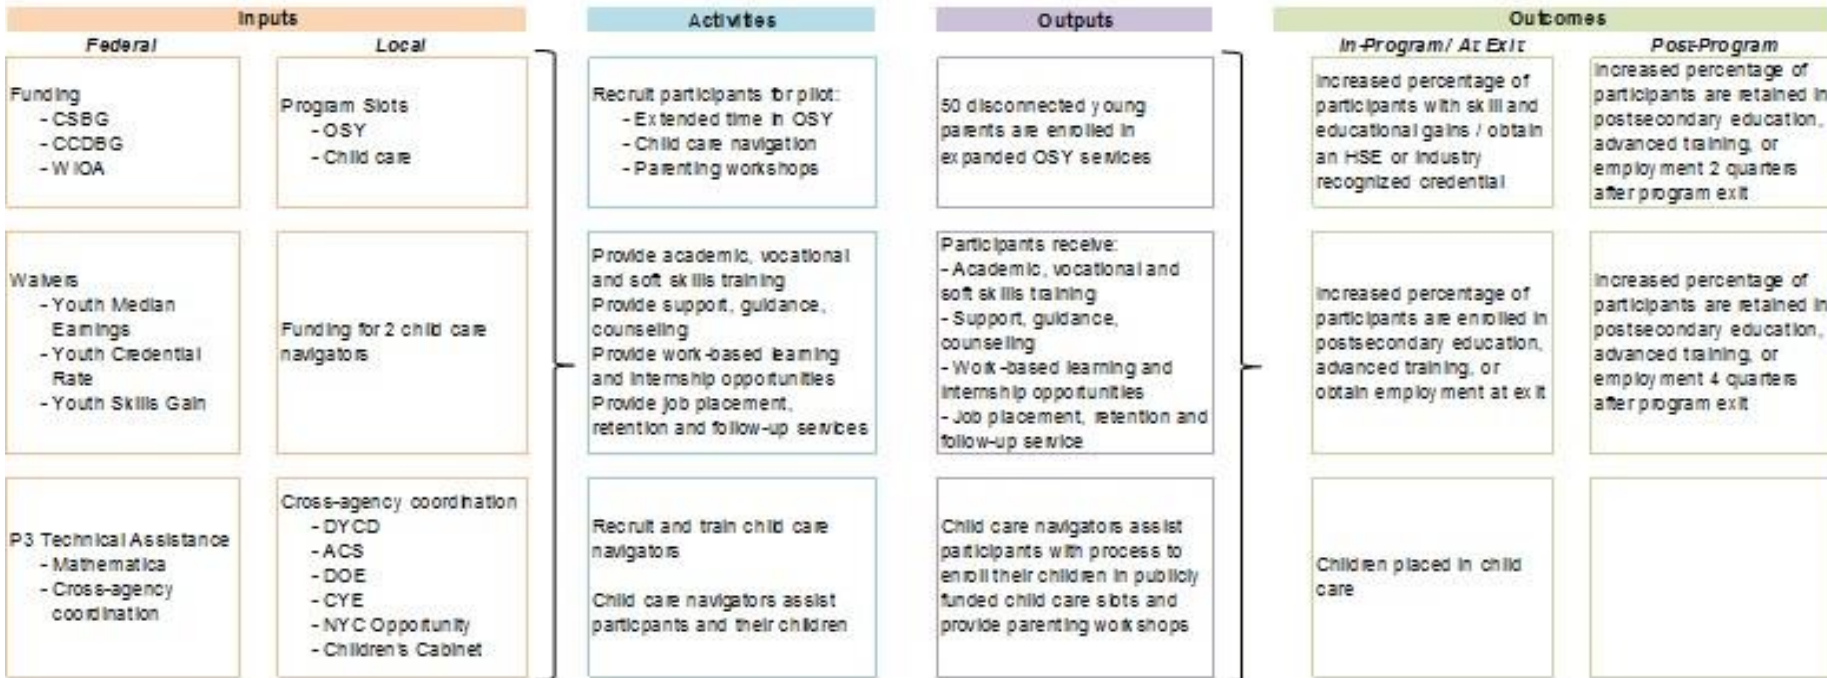 Inputs
Activities
Outputs
Outcomes
Federal
Local
In-Program / At Exit
Post-Program
Funding
- CSBG
- CCDBG
- WIOA
Program Slots
- OSY
- Child care
Recruit participants for pilot:
- Extended time in OSY
- Child care navigation
- Parenting workshops
50 disconnected young
parents are enrolled in
expanded OSY services
Increased percentage of
participants with skill and
educational gains / obtain
an HSE or industry
recognized credential
Increased percentage of
participants are retained in
postsecondary education,
advanced training, or
employment 2 quarters
after program exit
Waivers
- Youth Median
Earnings
- Youth Credential
Rate
- Youth Skills Gain
Funding for 2 child care
navigators
Provide academic, vocational
and soft skills training
Provide support, guidance,
counseling
Provide work-based learning
and internship opportunities
Provide job placement,
retention and follow-up services
Participants receive:
- Academic, vocational and
soft skills training
- Support, guidance,
counseling
- Work-based learning and
internship opportunities
- Job placement, retention and
follow-up service
Increased percentage of
participants are enrolled in
postsecondary education,
advanced training, or
obtain employment at exit
Increased percentage of
participants are retained in
postsecondary education,
advanced training, or
employment 4 quarters
after program exit
P3 Technical Assistance
- Mathematica
- Cross-agency
coordination
Cross-agency coordination
- DYCD
- ACS
- DOE
- CYE
- NYC Opportunity
- Children's Cabinet
Recruit and train child care
navigators
Child care navigators assist
particpants and their children
Child care navigators assist
participants with process to
enroll their children in publicly
funded child care slots and
provide parenting workshops
Children placed in child
care